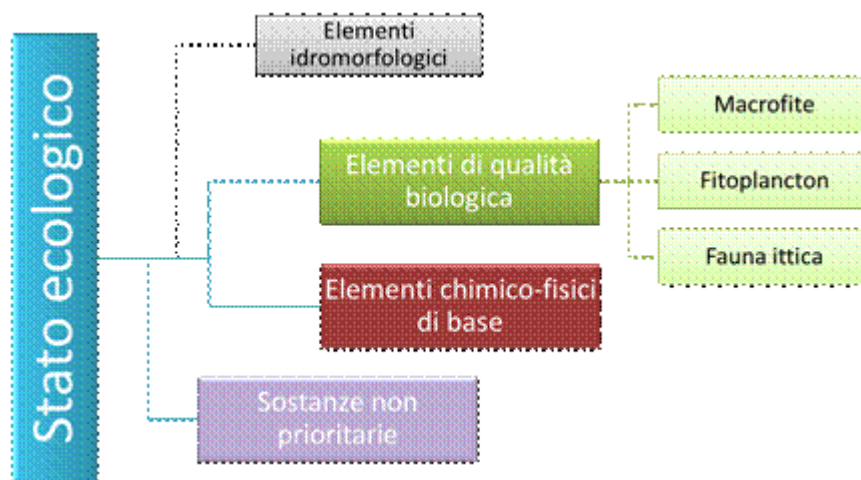 Stato ecologico
Elementi
idromorfologici
Elementi di qualità
biologica
Macrofite
Fitoplancton
Fauna ittica
Elementi chimico-fisici
di base
Sostanze non
prioritarie